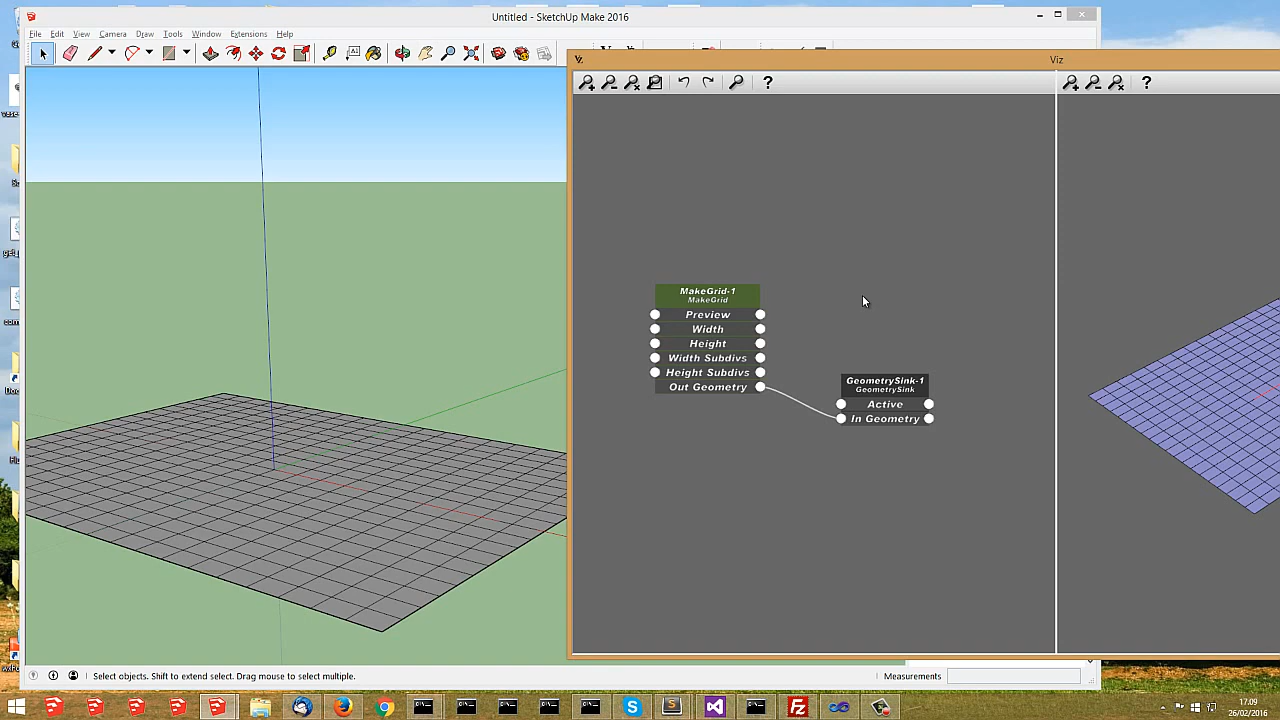 Untitled - SketchUp Make 2016
File Edit View Camera Draw Tools Window Extensions Help
Viz
?
?
MakeGrid-1
MakeGrid
Preview
Width
Height
Width Subdivs
Height Subdivs
Out Geometry
GeometrySink-1
GeometrySink
Active
In Geometry
Select objects. Shift to extend select. Drag mouse to select multiple.
Measurements
17.09
26/02/2016